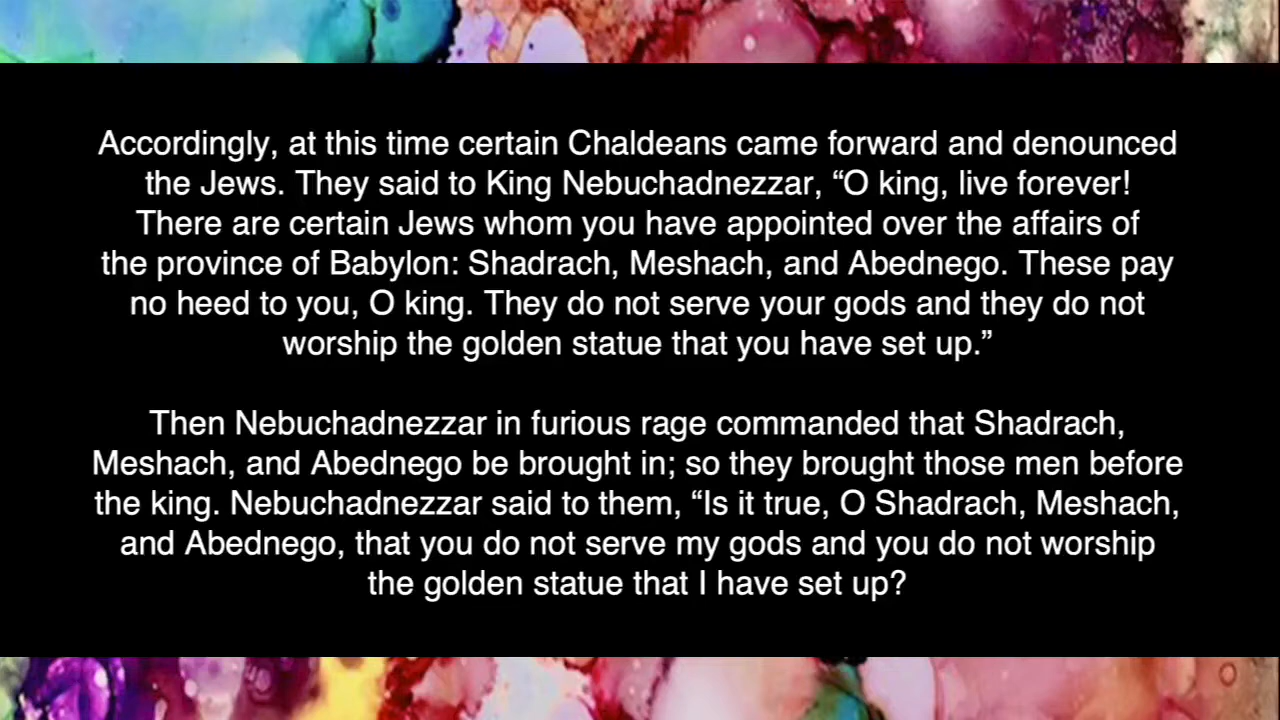 Accordingly, at this time certain Chaldeans came forward and denounced
the Jews. They said to King Nebuchadnezzar, “O king, live forever!
There are certain Jews whom you have appointed over the affairs of
the province of Babylon: Shadrach, Meshach, and Abednego. These pay
no heed to you, O king. They do not serve your gods and they do not
worship the golden statue that you have set up.”
Then Nebuchadnezzar in furious rage commanded that Shadrach,
Meshach, and Abednego be brought in; so they brought those men before
the king. Nebuchadnezzar said to them, “Is it true, O Shadrach, Meshach,
and Abednego, that you do not serve my gods and you do not worship
the golden statue that I have set up?